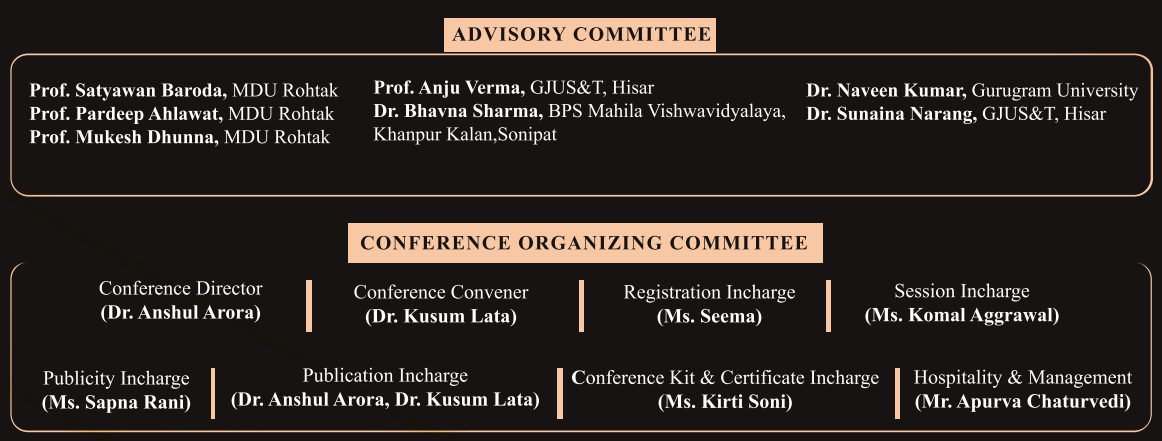 ADVISORY COMMITTEE
Prof. Satyawan Baroda, MDU Rohtak
Prof. Pardeep Ahlawat, MDU Rohtak
Prof. Mukesh Dhunna, MDU Rohtak
Prof. Anju Verma, GJUS&T, Hisar
Dr. Bhavna Sharma, BPS Mahila Vishwavidyalaya,
Khanpur Kalan,Sonipat
Dr. Naveen Kumar, Gurugram University
Dr. Sunaina Narang, GJUS&T, Hisar
CONFERENCE ORGANIZING COMMITTEE
Conference Director
(Dr. Anshul Arora)
Conference Convener
(Dr. Kusum Lata)
Registration Incharge
(Ms. Seema)
Session Incharge
(Ms. Komal Aggrawal)
Publicity Incharge
(Ms. Sapna Rani)
Publication Incharge
(Dr. Anshul Arora, Dr. Kusum Lata)
Conference Kit & Certificate Incharge
(Ms. Kirti Soni)
Hospitality & Management
(Mr. Apurva Chaturvedi)